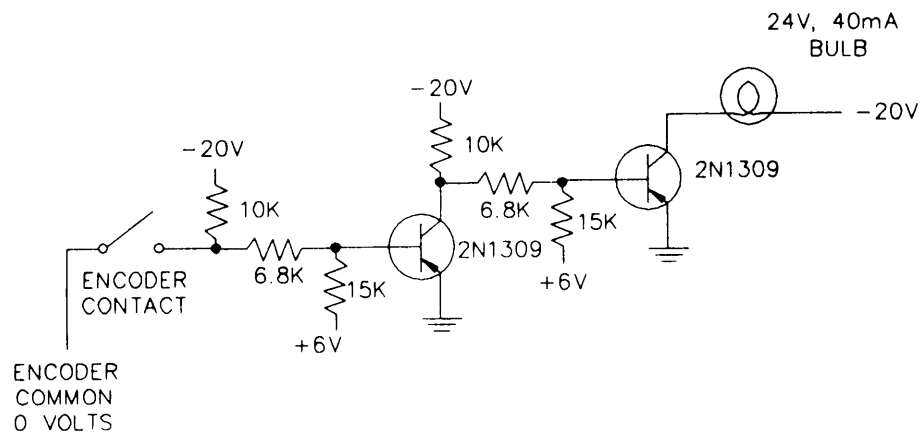 24V, 40mA
BULB
-20V
-20V
-20V
10K
2N1309
10K
6.8K
15K
2N1309
6.8K
+6V
ENCODER
CONTACT
15K
+6V
ENCODER
COMMON
0 VOLTS